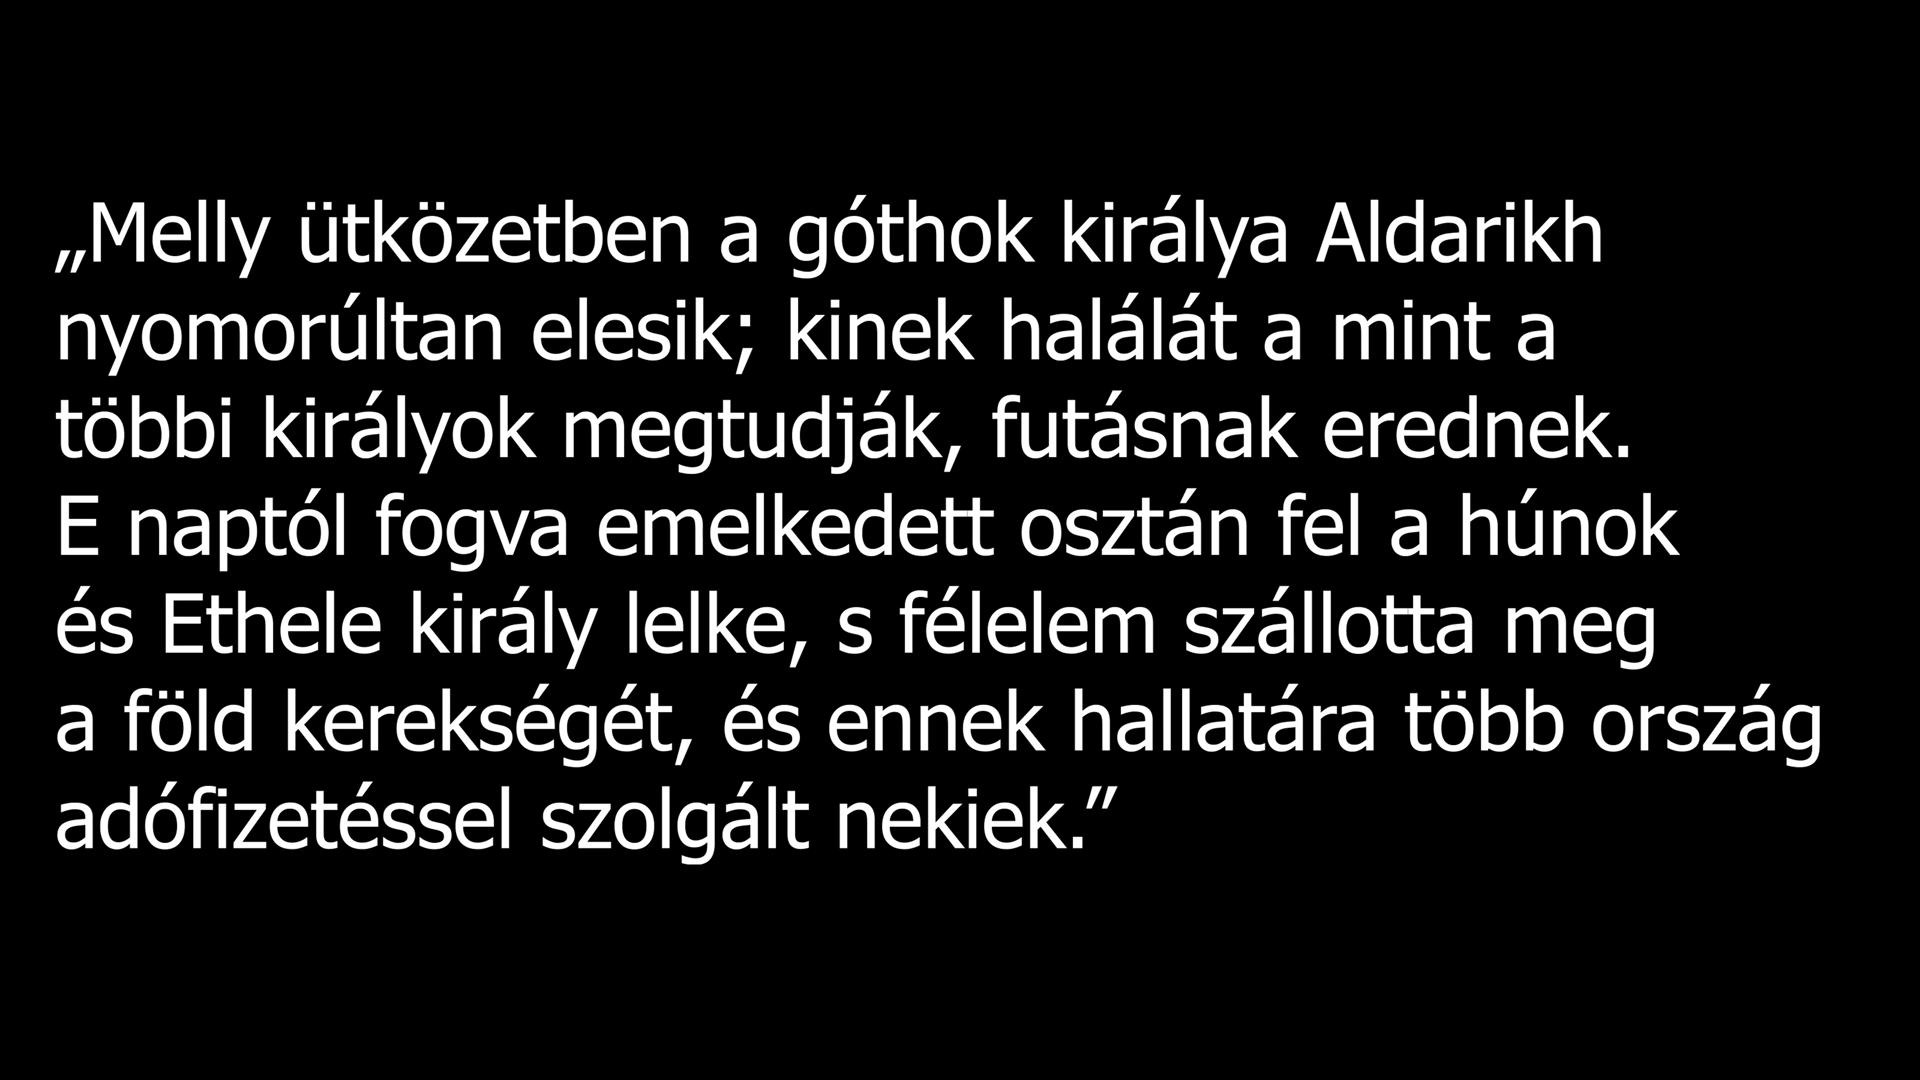 „Melly ütközetben a góthok királya Aldarikh
nyomorúltan elesik; kinek halálát a mint a
többi királyok megtudják, futásnak erednek.
E naptól fogva emelkedett osztán fel a húnok
és Ethele király lelke, s félelem szállotta meg
a föld kerekségét, és ennek hallatára több ország
adófizetéssel szolgált nekiek.”